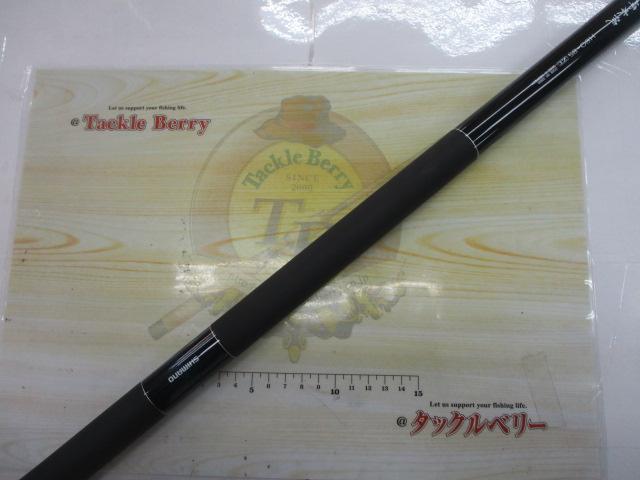 Let us support your fishing life.
@ Tackle Berry
Tackle Berry
SINCE
2000
SHIMANO
5 10 15
Let us support your fishing life.
@ タックルベリー